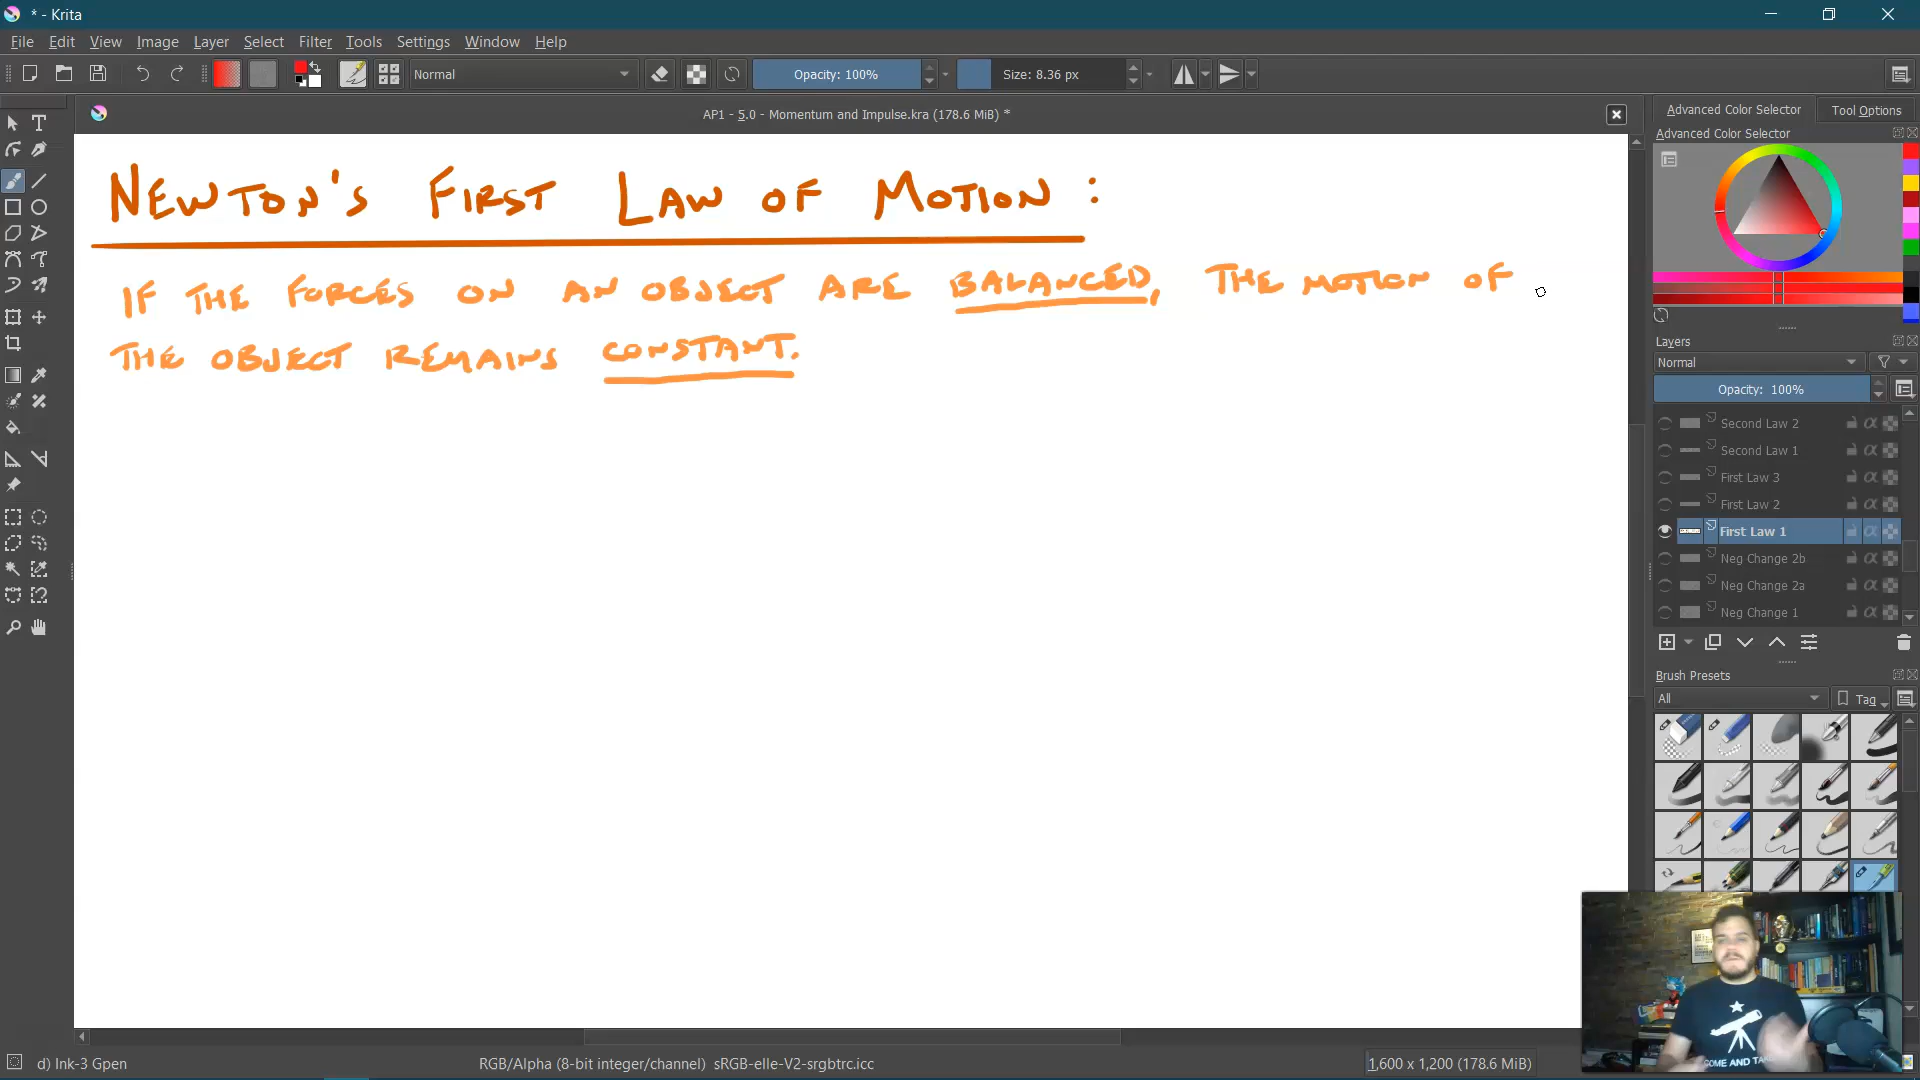 * - Krita
File Edit View Image Layer Select Filter Tools Settings Window Help
Normal Opacity: 100% Size: 8.36 px
AP1 - 5.0 - Momentum and Impulse.kra (178.6 MiB) *
Advanced Color Selector Tool Options
Advanced Color Selector
NEWTON'S FIRST LAW OF MOTION:
IF THE FORCES ON AN OBJECT ARE BALANCED, THE MOTION OF
THE OBJECT REMAINS CONSTANT.
Layers
Normal
Opacity: 100%
Second Law 2
Second Law 1
First Law 3
First Law 2
First Law 1
Neg Change 2b
Neg Change 2a
Neg Change 1
Brush Presets
All Tag
COME AND
d) Ink-3 Gpen RGB/Alpha (8-bit integer/channel) sRGB-elle-V2-srgbtrc.icc 1,600 x 1,200 (178.6 MiB)